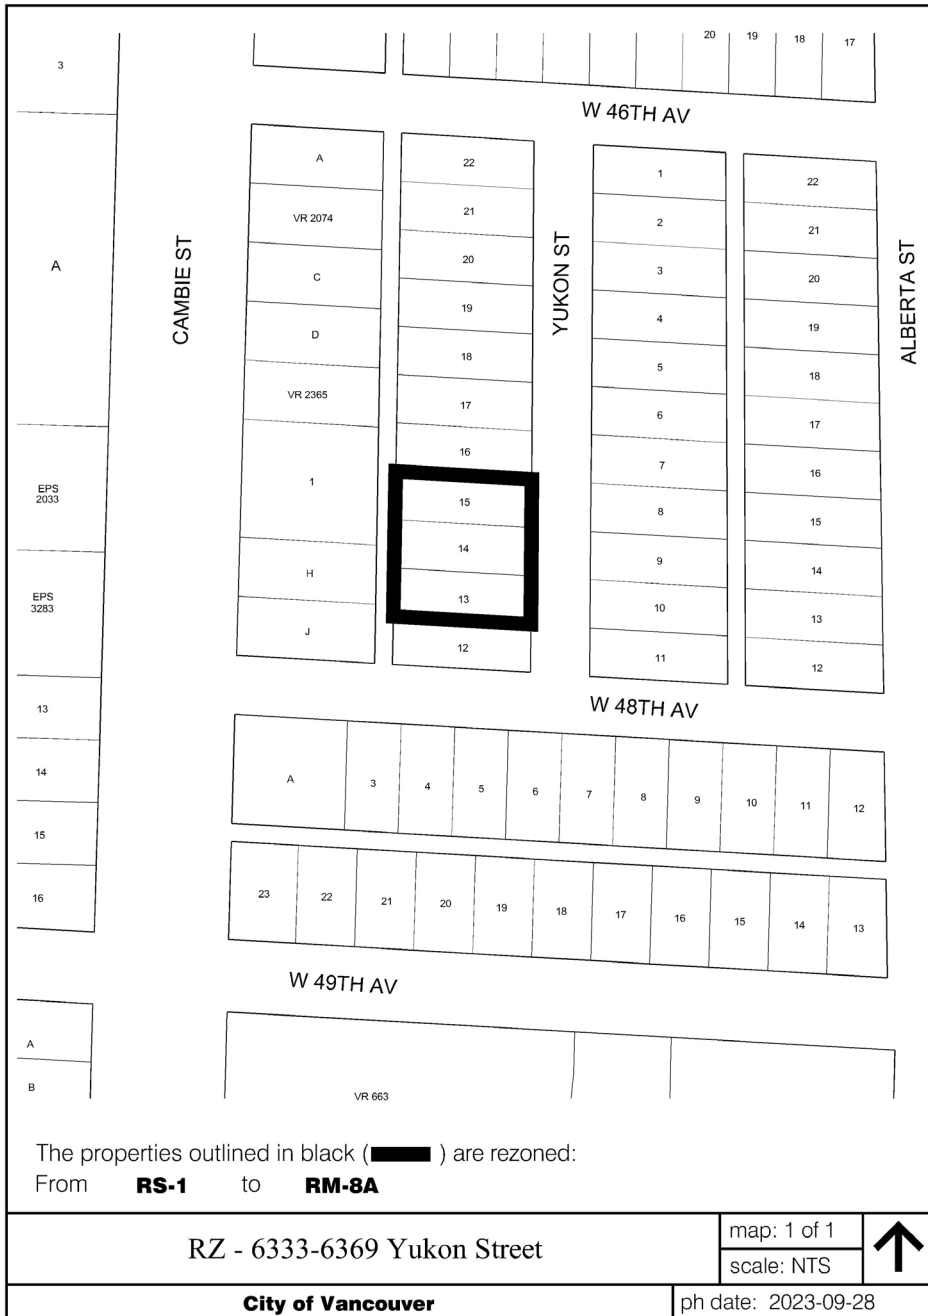 20 19 18 17
3
W 46TH AV
A
VR 2074
C
D
VR 2365
1
H
J
22
21
20
19
18
17
16
15
14
13
12
1
2
3
4
5
6
7
8
9
10
11
22
21
20
19
18
17
16
15
14
13
12
CAMBIE ST
YUKON ST
ALBERTA ST
A
EPS
2033
EPS
3283
13
14
15
16
W 48TH AV
A 3 4 5 6 7 8 9 10 11 12
23 22 21 20 19 18 17 16 15 14 13
W 49TH AV
A
B
VR 663
The properties outlined in black ( ) are rezoned:
From RS-1 to RM-8A
RZ - 6333-6369 Yukon Street
map: 1 of 1
scale: NTS
City of Vancouver
ph date: 2023-09-28